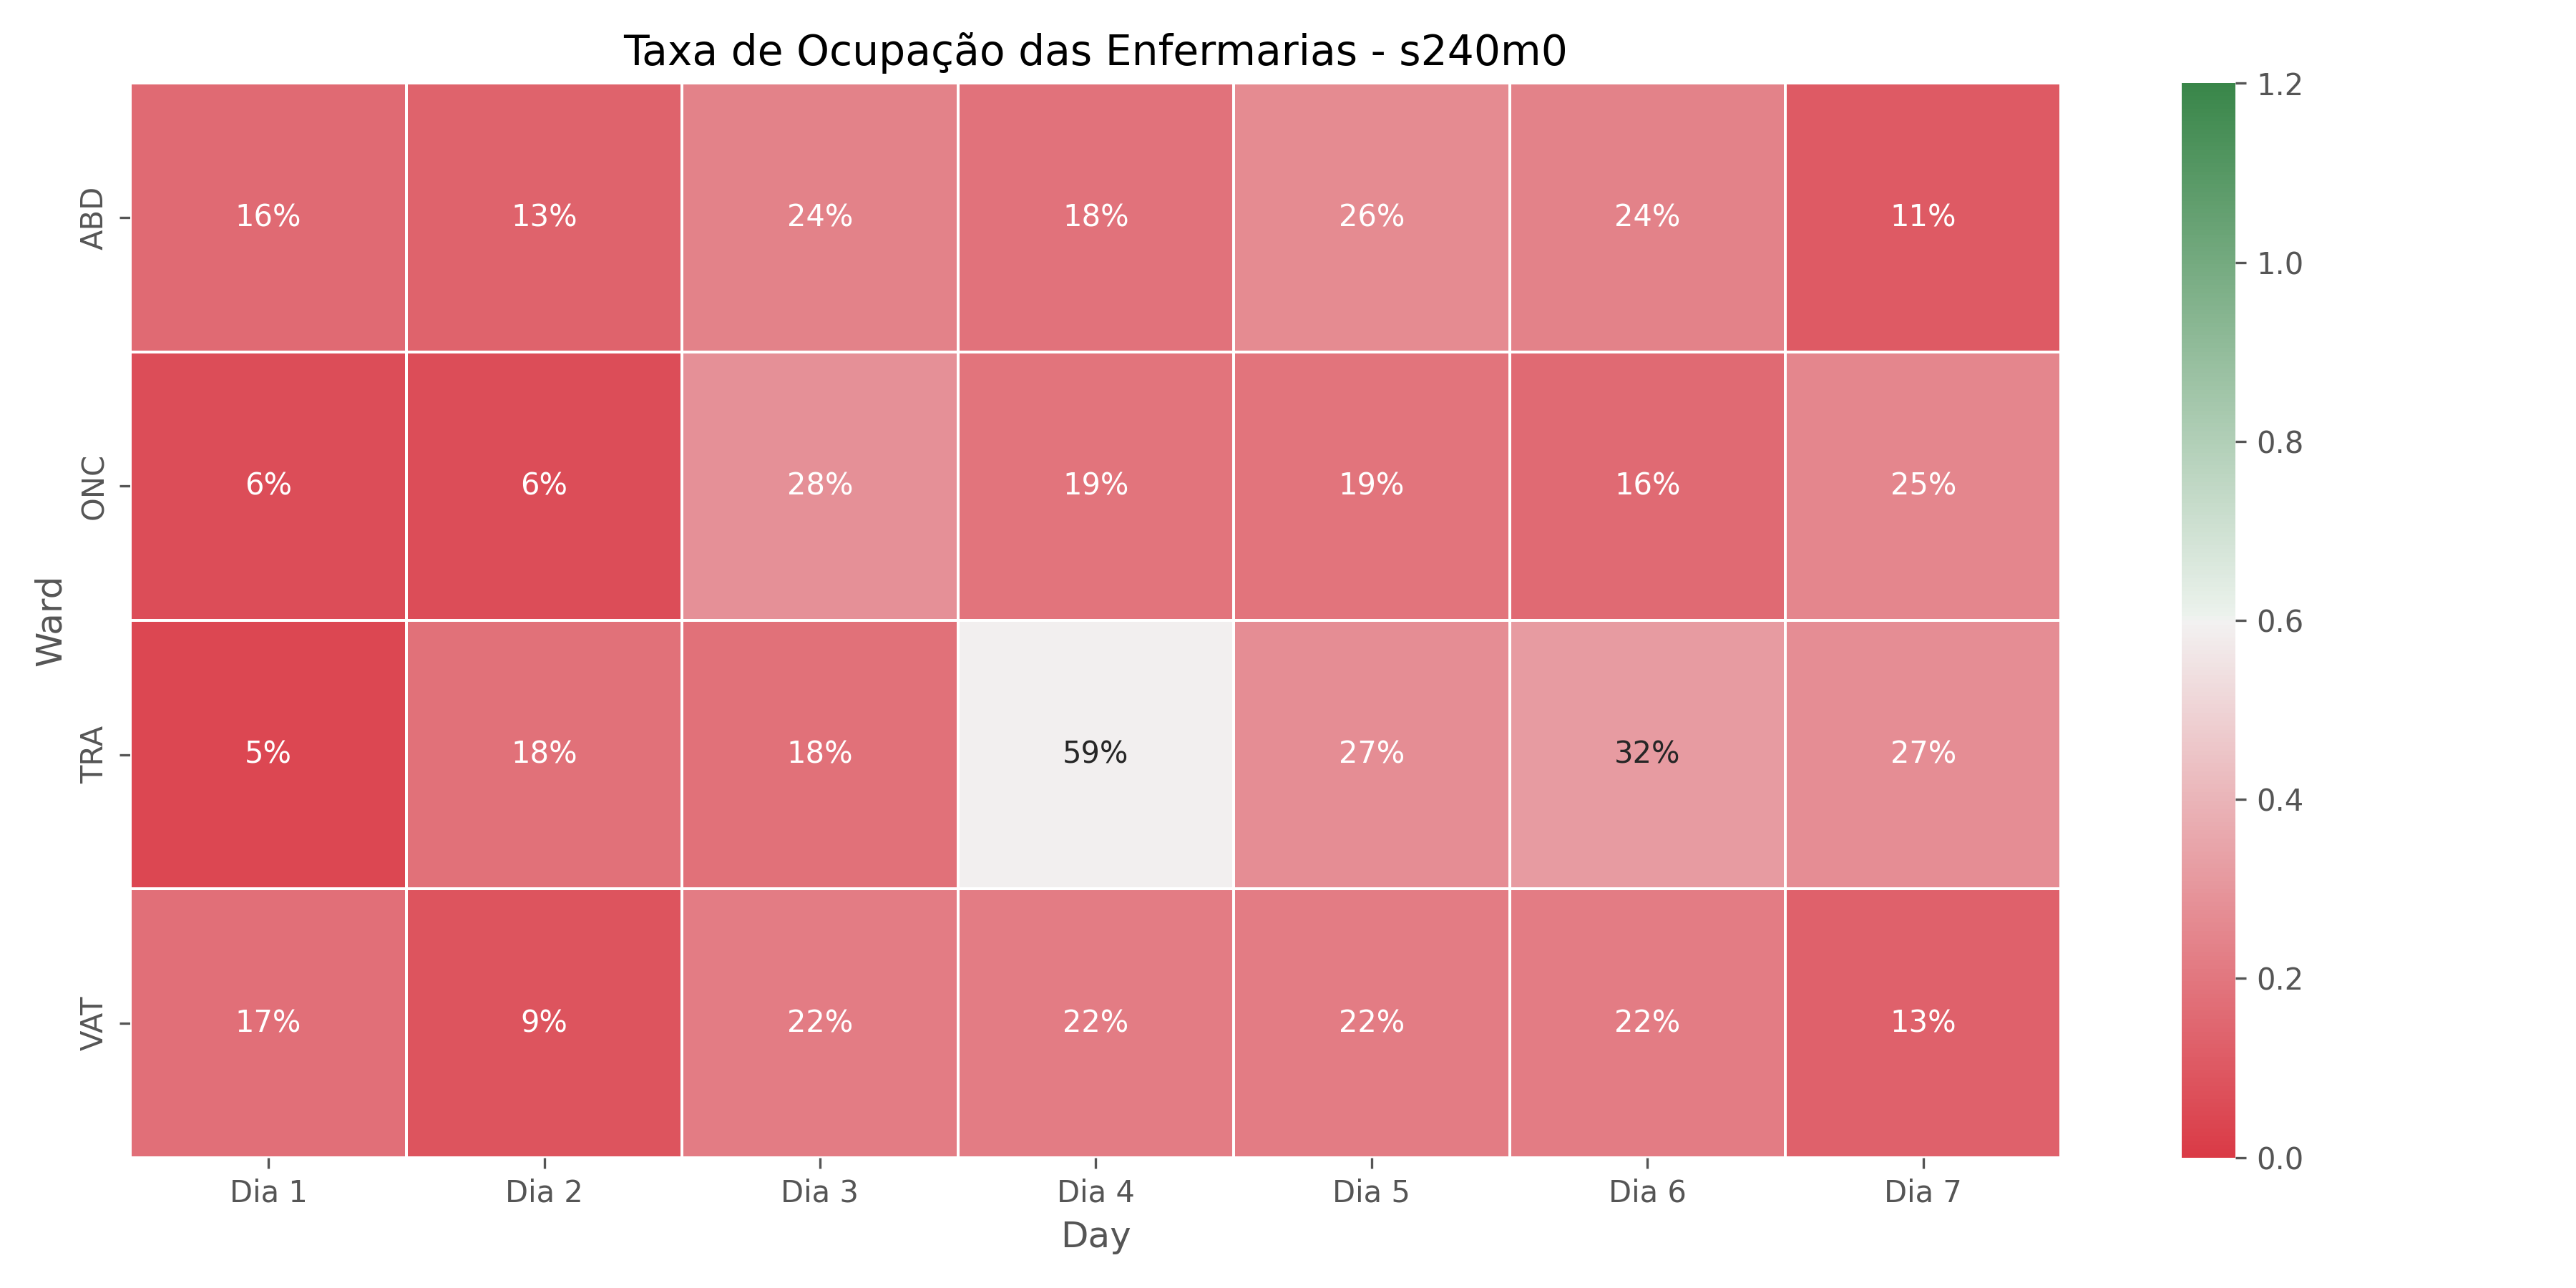 Taxa de Ocupação das Enfermarias - s240m0
Ward
ABD 16% 13% 24% 18% 26% 24% 11%
ONC 6% 6% 28% 19% 19% 16% 25%
TRA 5% 18% 18% 59% 27% 32% 27%
VAT 17% 9% 22% 22% 22% 22% 13%
Dia 1 Dia 2 Dia 3 Dia 4 Dia 5 Dia 6 Dia 7
Day
1.2
1.0
0.8
0.6
0.4
0.2
0.0